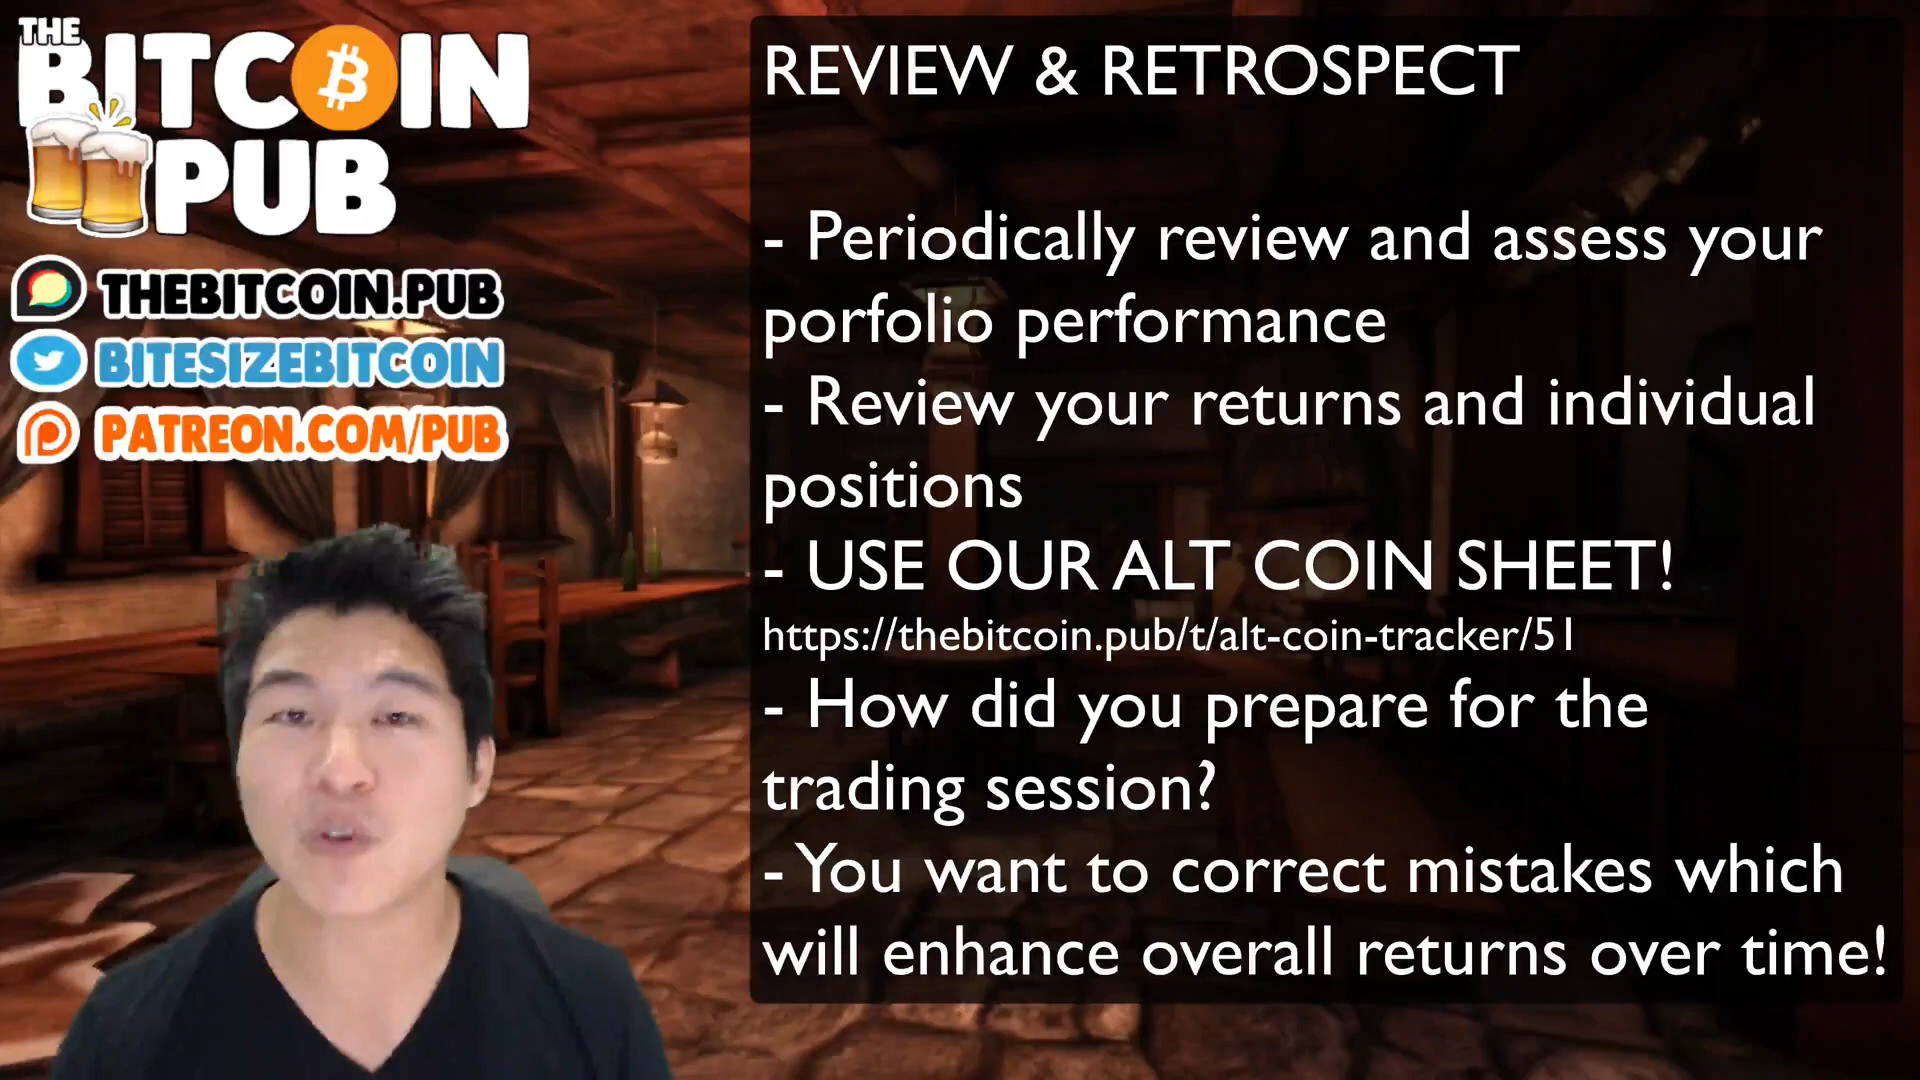 THE
BITCOIN
PUB
THEBITCOIN.PUB
BITESIZEBITCOIN
PATREON.COM/PUB
REVIEW & RETROSPECT
- Periodically review and assess your
porfolio performance
- Review your returns and individual
positions
- USE OUR ALT COIN SHEET!
https://thebitcoin.pub/t/alt-coin-tracker/51
- How did you prepare for the
trading session?
- You want to correct mistakes which
will enhance overall returns over time!